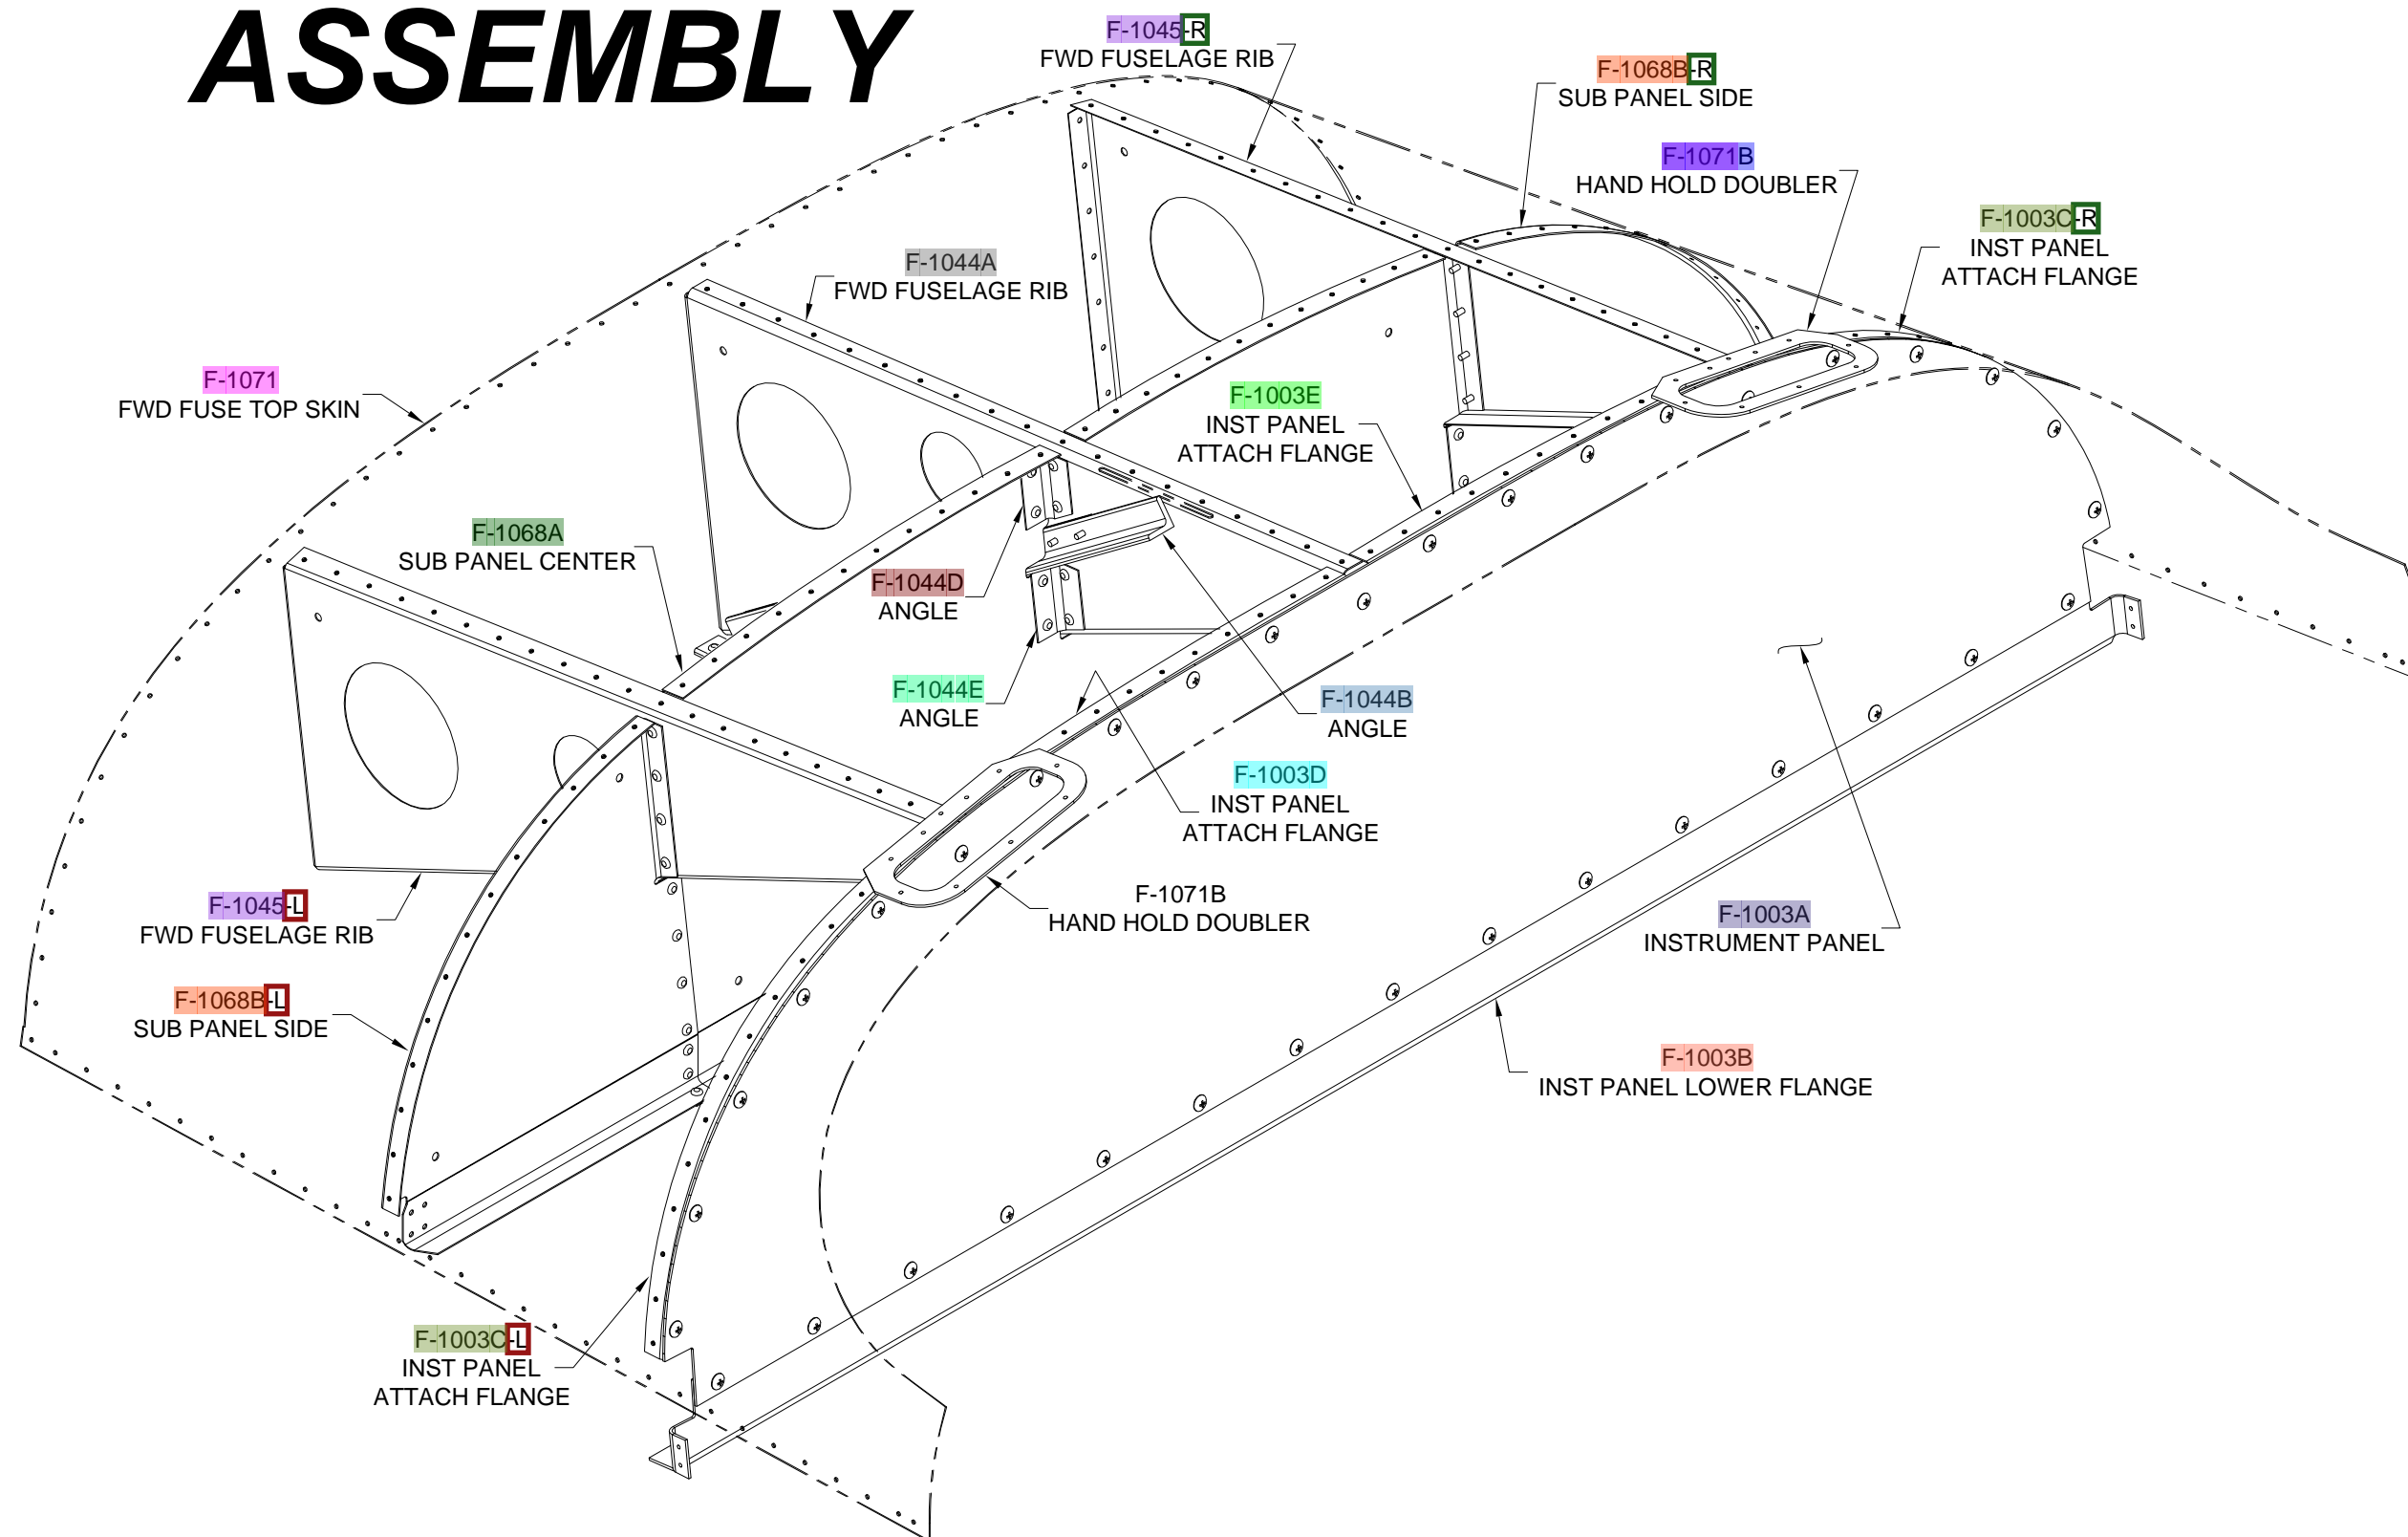 ASSEMBLY
F-1045-R
FWD FUSELAGE RIB
F-1068B-R
SUB PANEL SIDE
F-1071B
HAND HOLD DOUBLER
F-1003C-R
INST PANEL
ATTACH FLANGE
F-1044A
FWD FUSELAGE RIB
F-1071
FWD FUSE TOP SKIN
F-1003E
INST PANEL
ATTACH FLANGE
F-1068A
SUB PANEL CENTER
F-1044D
ANGLE
F-1044E
ANGLE
F-1044B
ANGLE
F-1003D
INST PANEL
ATTACH FLANGE
F-1071B
HAND HOLD DOUBLER
F-1045-L
FWD FUSELAGE RIB
F-1003A
INSTRUMENT PANEL
F-1068B-L
SUB PANEL SIDE
F-1003B
INST PANEL LOWER FLANGE
F-1003C-L
INST PANEL
ATTACH FLANGE